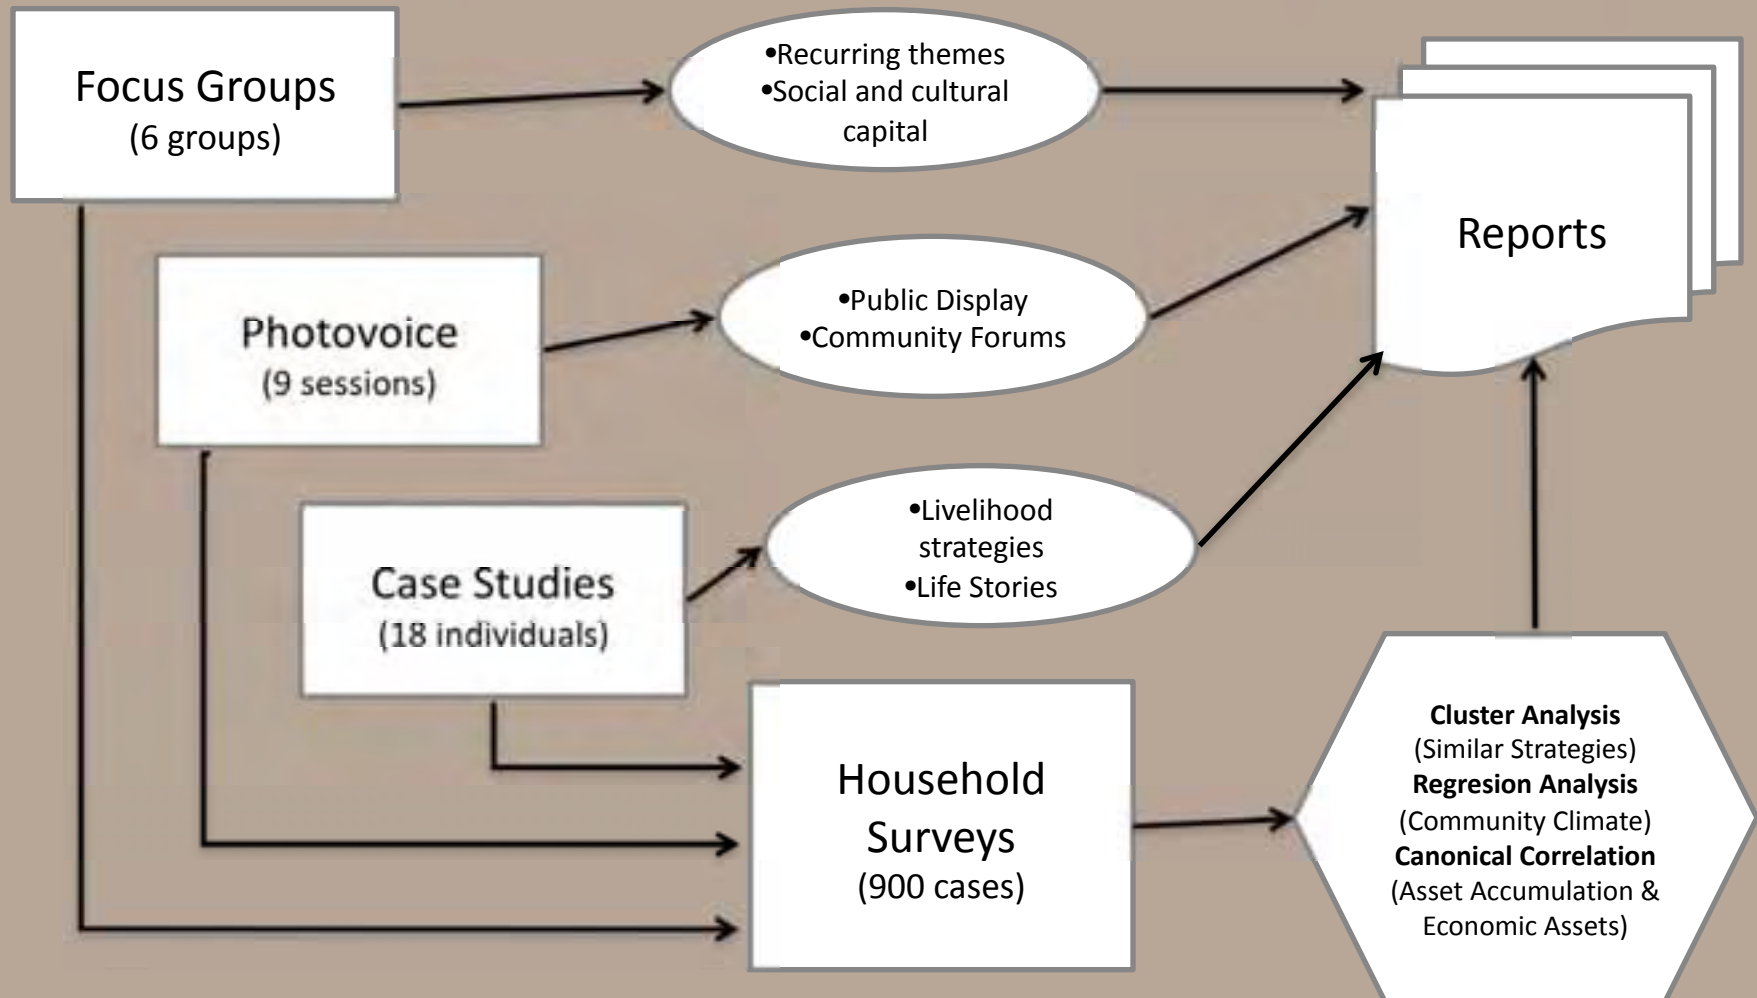 Focus Groups
(6 groups)
•Recurring themes
•Social and cultural
capital
Reports
Photovoice
(9 sessions)
•Public Display
•Community Forums
Case Studies
(18 individuals)
•Livelihood
strategies
•Life Stories
Household
Surveys
(900 cases)
Cluster Analysis
(Similar Strategies)
Regresion Analysis
(Community Climate)
Canonical Correlation
(Asset Accumulation &
Economic Assets)